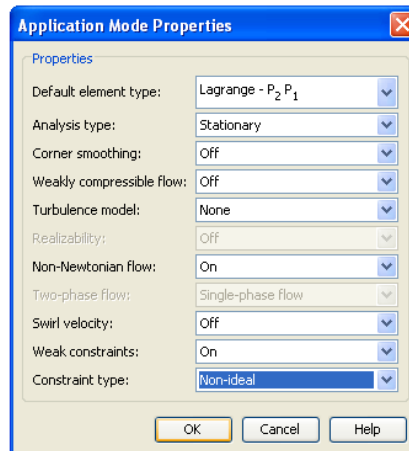 Application Mode Properties
Properties
Default element type: Lagrange - P₂ P₁
Analysis type: Stationary
Corner smoothing: Off
Weakly compressible flow: Off
Turbulence model: None
Realizability: Off
Non-Newtonian flow: On
Two-phase flow: Single-phase flow
Swirl velocity: Off
Weak constraints: On
Constraint type: Non-ideal
OK Cancel Help